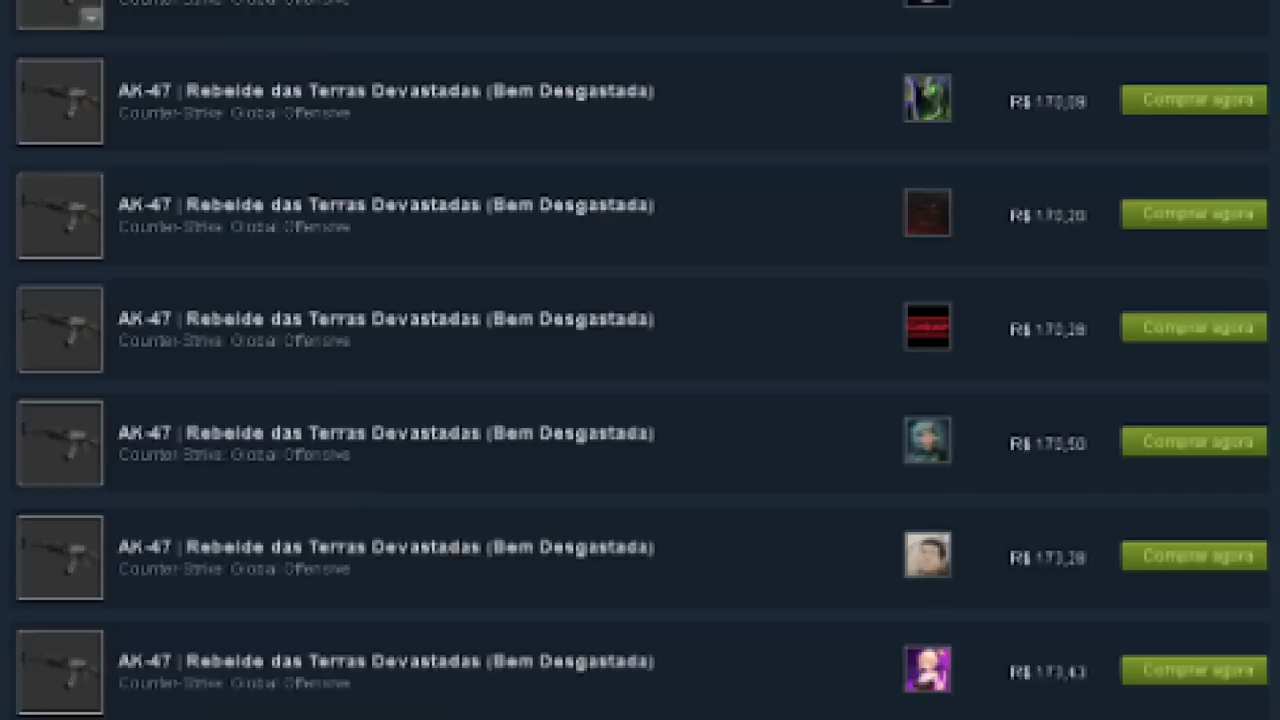 Counter-Strike: Global Offensive
AK-47 | Rebelde das Terras Devastadas (Bem Desgastada)
Counter-Strike: Global Offensive
R$
Comprar agora
AK-47 | Rebelde das Terras Devastadas (Bem Desgastada)
Counter-Strike: Global Offensive
R$
Comprar agora
AK-47 | Rebelde das Terras Devastadas (Bem Desgastada)
Counter-Strike: Global Offensive
R$
Comprar agora
AK-47 | Rebelde das Terras Devastadas (Bem Desgastada)
Counter-Strike: Global Offensive
R$
Comprar agora
AK-47 | Rebelde das Terras Devastadas (Bem Desgastada)
Counter-Strike: Global Offensive
R$
Comprar agora
AK-47 | Rebelde das Terras Devastadas (Bem Desgastada)
Counter-Strike: Global Offensive
R$
Comprar agora